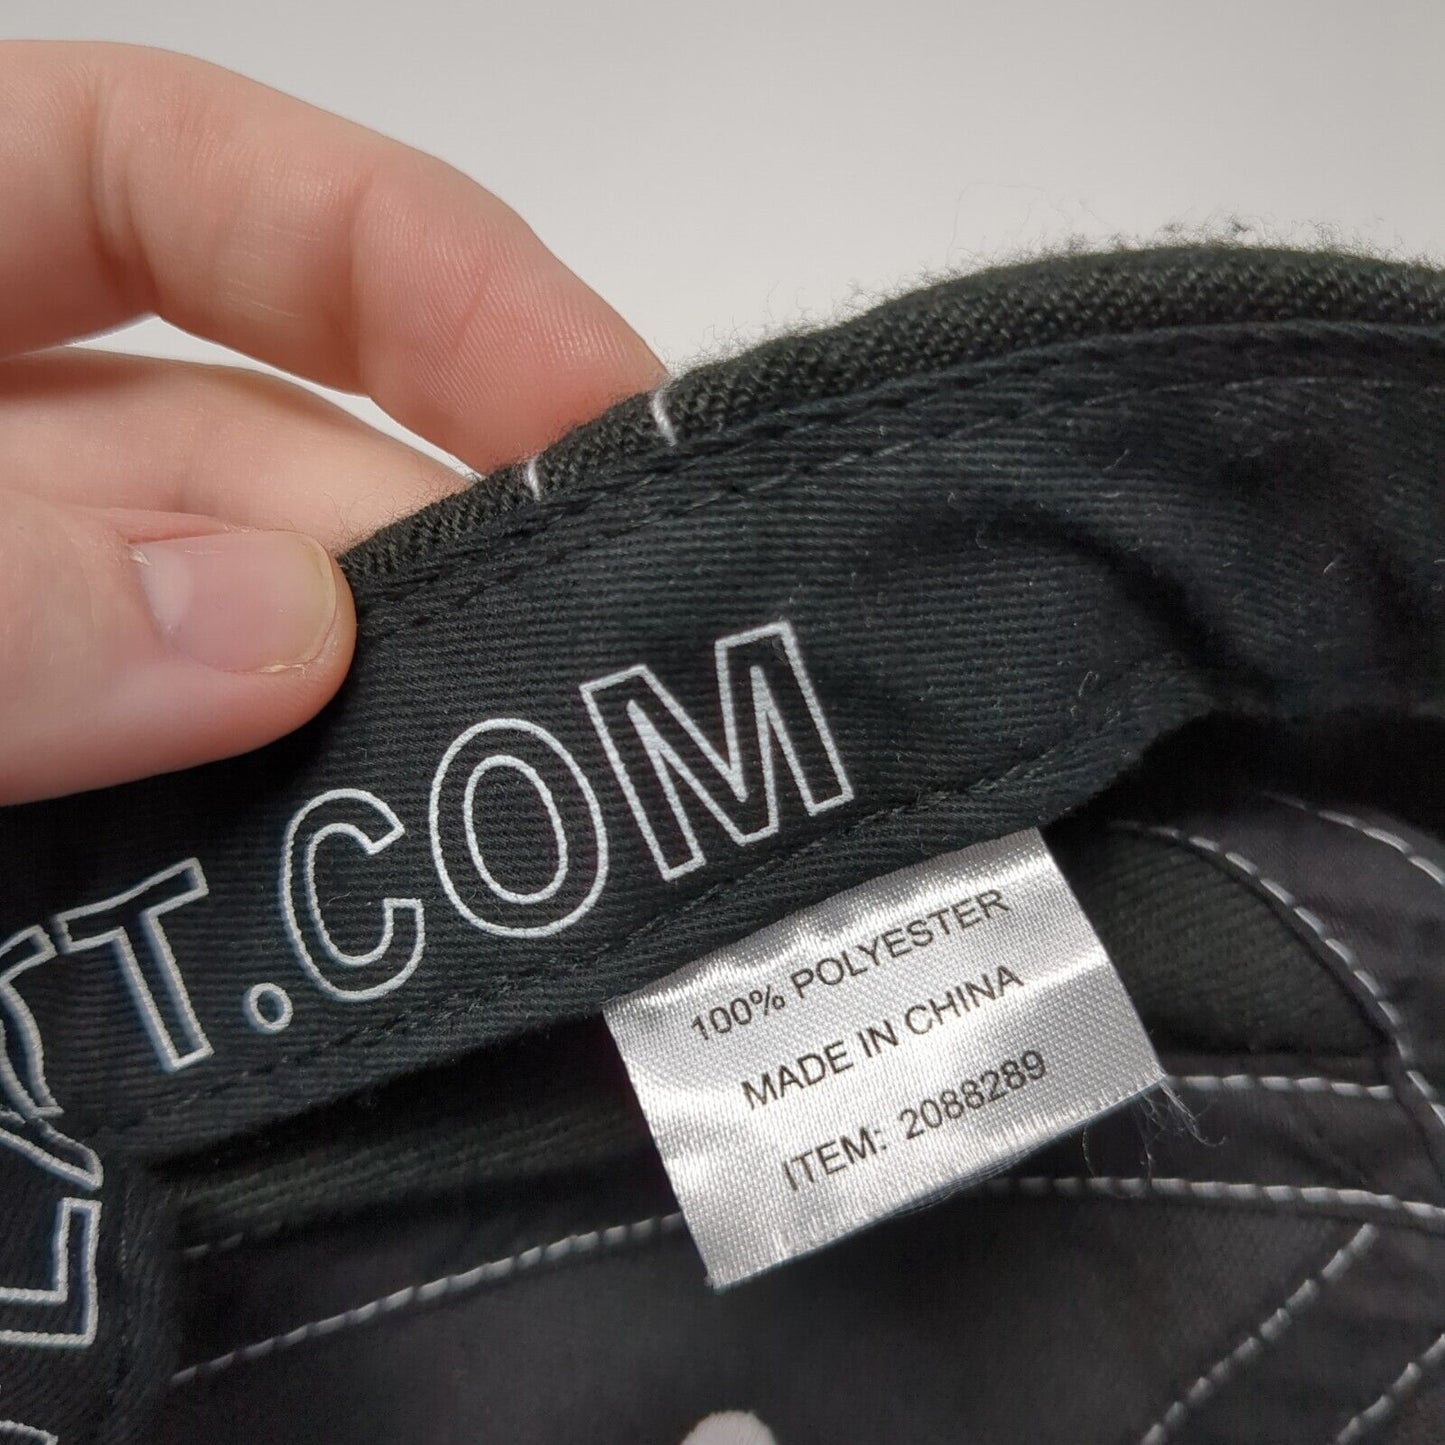 T.COM
100% POLYESTER
MADE IN CHINA
ITEM: 2088289